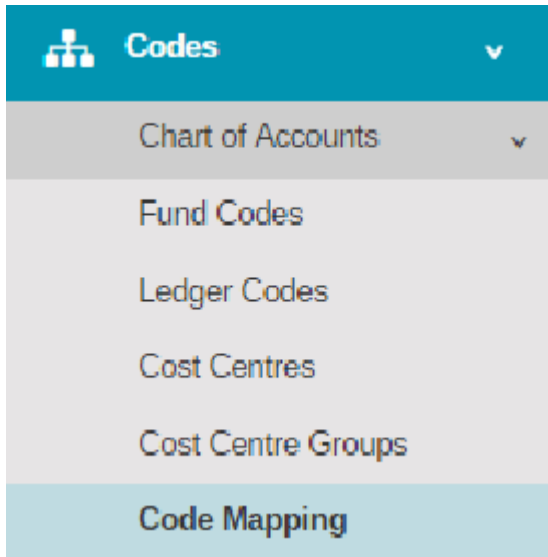 Codes
Chart of Accounts
Fund Codes
Ledger Codes
Cost Centres
Cost Centre Groups
Code Mapping